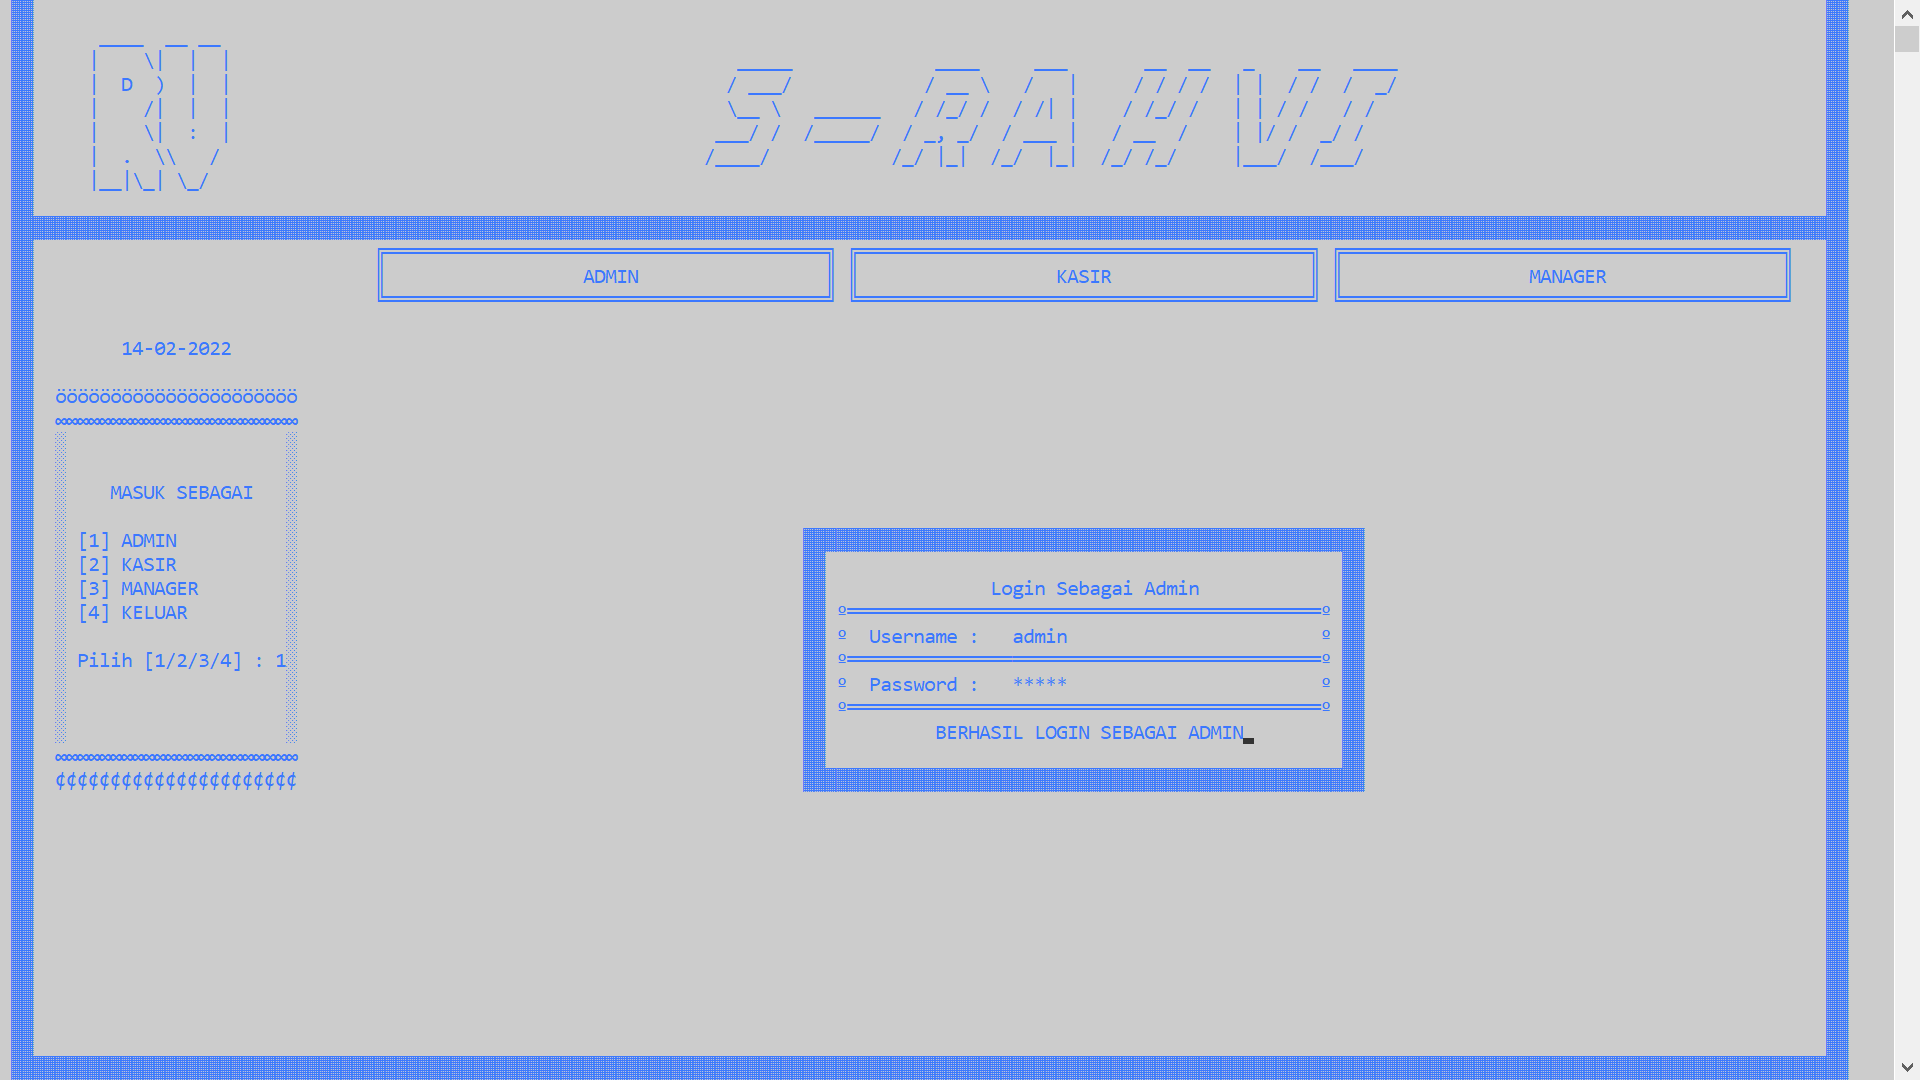 RV
S-RAHVI
ADMIN
KASIR
MANAGER
14-02-2022
öööööööööööööööööööööö
∞∞∞∞∞∞∞∞∞∞∞∞∞∞∞∞∞∞∞∞∞∞
MASUK SEBAGAI
[1] ADMIN
[2] KASIR
[3] MANAGER
[4] KELUAR
Pilih [1/2/3/4] : 1
∞∞∞∞∞∞∞∞∞∞∞∞∞∞∞∞∞∞∞∞∞∞
¢¢¢¢¢¢¢¢¢¢¢¢¢¢¢¢¢¢¢¢¢¢
Login Sebagai Admin
Username : admin
Password : *****
BERHASIL LOGIN SEBAGAI ADMIN